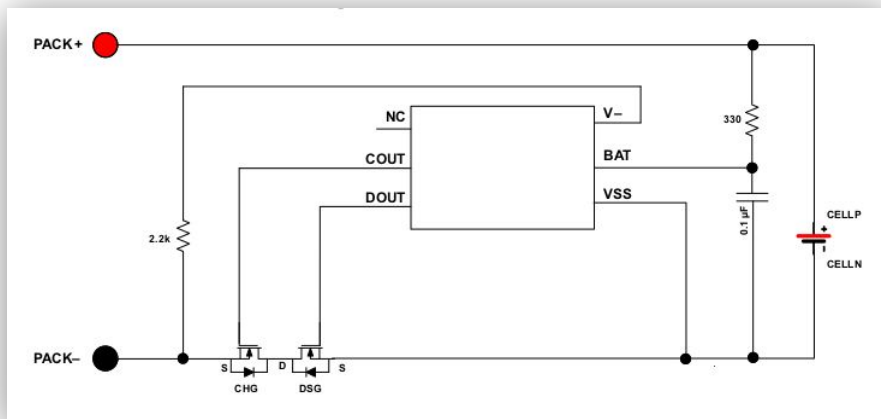 PACK+
NC
V–
330
COUT
BAT
DOUT
VSS
0.1 µF
CELLP
+
2.2k
-
CELLN
PACK–
S
D
S
CHG
DSG